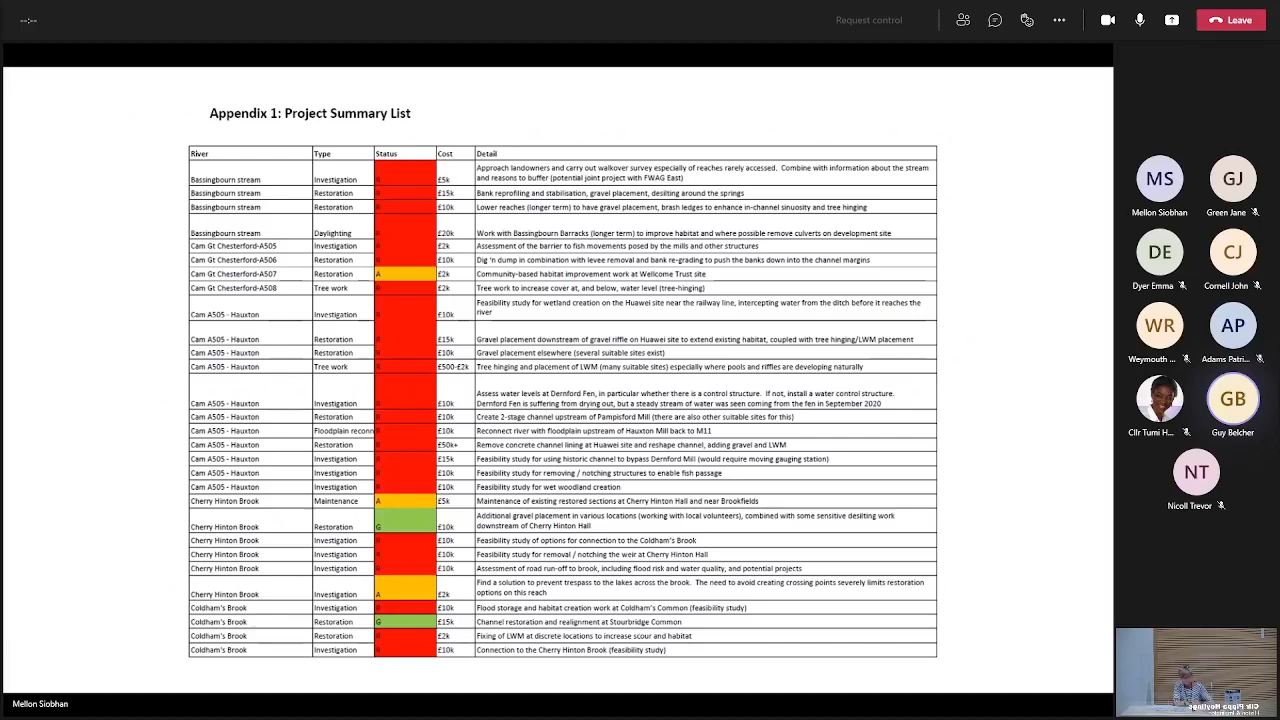 --:--
Request control
Leave
Appendix 1: Project Summary List
River Type Status Cost Detail
Approach landowners and carry out walkover survey especially of reaches rarely accessed. Combine with information about the stream
Bassingbourn stream Investigation R £5k and reasons to buffer (potential joint project with FWAG East)
Bassingbourn stream Restoration R £15k Bank reprofiling and stabilisation, gravel placement, desilting around the springs
Bassingbourn stream Restoration R £10k Lower reaches (longer term) to have gravel placement, brash ledges to enhance in-channel sinuosity and tree hinging
Bassingbourn stream Daylighting R £20k Work with Bassingbourn Barracks (longer term) to improve habitat and where possible remove culverts on development site
Cam Gt Chesterford-A505 Investigation R £2k Assessment of the barrier to fish movements posed by the mills and other structures
Cam Gt Chesterford-A506 Restoration R £10k Dig 'n dump in combination with levee removal and bank re-grading to push the banks down into the channel margins
Cam Gt Chesterford-A507 Restoration A £2k Community-based habitat improvement work at Wellcome Trust site
Cam Gt Chesterford-A508 Tree work R £2k Tree work to increase cover at, and below, water level (tree-hinging)
Feasibility study for wetland creation on the Huawei site near the railway line, intercepting water from the ditch before it reaches the
Cam A505 - Hauxton Investigation R £10k river
Cam A505 - Hauxton Restoration R £15k Gravel placement downstream of gravel riffle on Huawei site to extend existing habitat, coupled with tree hinging/LWM placement
Cam A505 - Hauxton Restoration R £10k Gravel placement elsewhere (several suitable sites exist)
Cam A505 - Hauxton Tree work R £500-£2k Tree hinging and placement of LWM (many suitable sites) especially where pools and riffles are developing naturally
Assess water levels at Dernford Fen, in particular whether there is a control structure. If not, install a water control structure.
Cam A505 - Hauxton Investigation R £10k Dernford Fen is suffering from drying out, but a steady stream of water was seen coming from the fen in September 2020
Cam A505 - Hauxton Restoration R £10k Create 2-stage channel upstream of Pampisford Mill (there are also other suitable sites for this)
Cam A505 - Hauxton Floodplain reconn R £10k Reconnect river with floodplain upstream of Hauxton Mill back to M11
Cam A505 - Hauxton Restoration R £50k+ Remove concrete channel lining at Huawei site and reshape channel, adding gravel and LWM
Cam A505 - Hauxton Investigation R £15k Feasibility study for using historic channel to bypass Dernford Mill (would require moving gauging station)
Cam A505 - Hauxton Investigation R £10k Feasibility study for removing / notching structures to enable fish passage
Cam A505 - Hauxton Investigation R £10k Feasibility study for wet woodland creation
Cherry Hinton Brook Maintenance A £5k Maintenance of existing restored sections at Cherry Hinton Hall and near Brookfields
Additional gravel placement in various locations (working with local volunteers), combined with some sensitive desilting work
Cherry Hinton Brook Restoration G £10k downstream of Cherry Hinton Hall
Cherry Hinton Brook Investigation R £10k Feasibility study of options for connection to the Coldham's Brook
Cherry Hinton Brook Investigation R £10k Feasibility study for removal / notching the weir at Cherry Hinton Hall
Cherry Hinton Brook Investigation R £10k Assessment of road run-off to brook, including flood risk and water quality, and potential projects
Find a solution to prevent trespass to the lakes across the brook. The need to avoid creating crossing points severely limits restoration
Cherry Hinton Brook Investigation A £2k options on this reach
Coldham's Brook Investigation R £10k Flood storage and habitat creation work at Coldham's Common (feasibility study)
Coldham's Brook Restoration G £15k Channel restoration and realignment at Stourbridge Common
Coldham's Brook Restoration R £2k Fixing of LWM at discrete locations to increase scour and habitat
Coldham's Brook Investigation R £10k Connection to the Cherry Hinton Brook (feasibility study)
MS GJ
Mellon Siobhan Green Jane
DE CJ
Dyer Emma Cornell John
WR AP
Weymouth R...
GB
Cllr Tumi H... Guy Belcher
NT
Nicola Terry
Mellon Siobhan